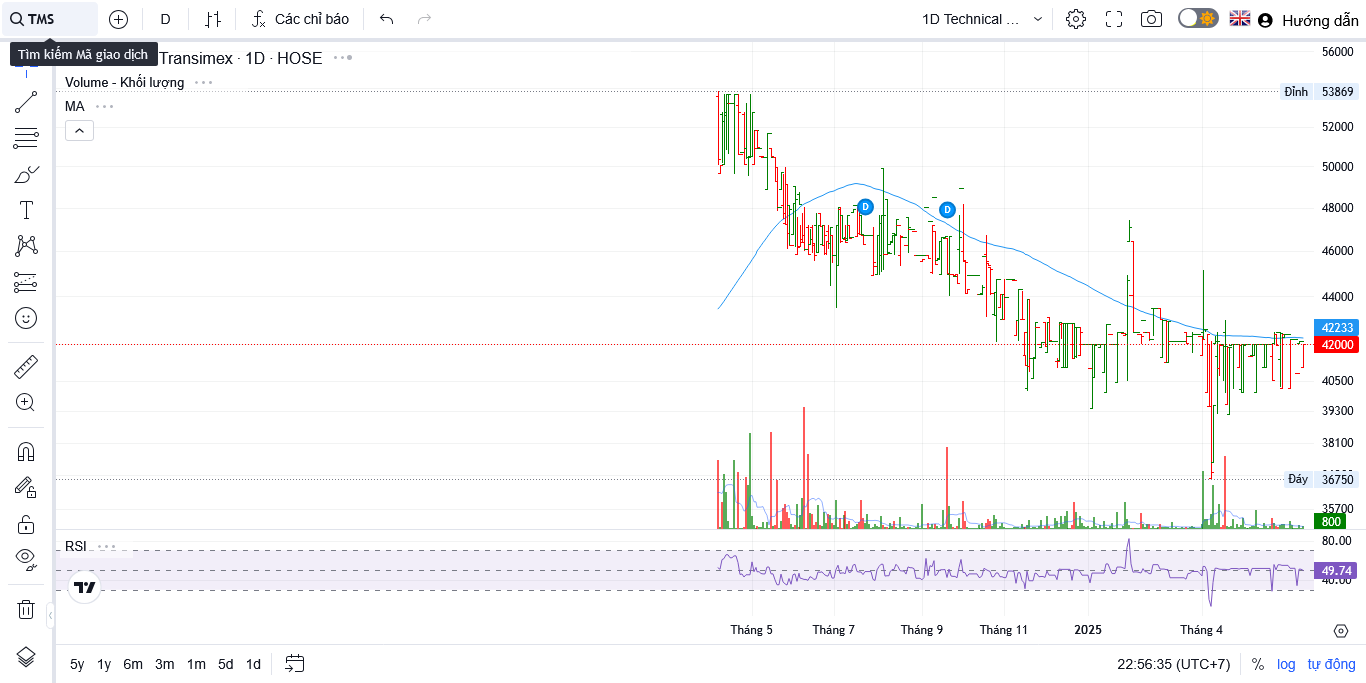 TMS
D
Các chỉ báo
1D Technical ...
Hướng dẫn
Tìm kiếm Mã giao dịch
Transimex · 1D · HOSE
Volume - Khối lượng
MA
56000
Đỉnh 53869
52000
50000
48000
D
D
46000
44000
42233
42000
40500
39300
38100
Đáy 36750
35700
800
RSI
80.00
49.74
40.00
Tháng 5
Tháng 7
Tháng 9
Tháng 11
2025
Tháng 4
5y 1y 6m 3m 1m 5d 1d
22:56:35 (UTC+7)
% log tự động